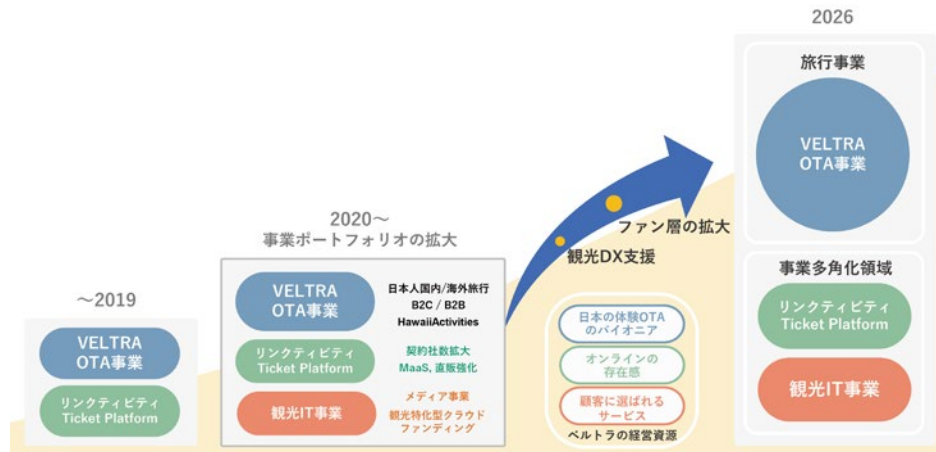 ～2019
VELTRA
OTA事業
リンクティビティ
Ticket Platform
2020～
事業ポートフォリオの拡大
VELTRA
OTA事業
日本人国内/海外旅行
B2C / B2B
HawaiiActivities
リンクティビティ
Ticket Platform
契約社数拡大
MaaS, 直販強化
観光IT事業
メディア事業
観光特化型クラウド
ファンディング
ファン層の拡大
観光DX支援
日本の体験OTA
のパイオニア
オンラインの
存在感
顧客に選ばれる
サービス
ベルトラの経営資源
2026
旅行事業
VELTRA
OTA事業
事業多角化領域
リンクティビティ
Ticket Platform
観光IT事業